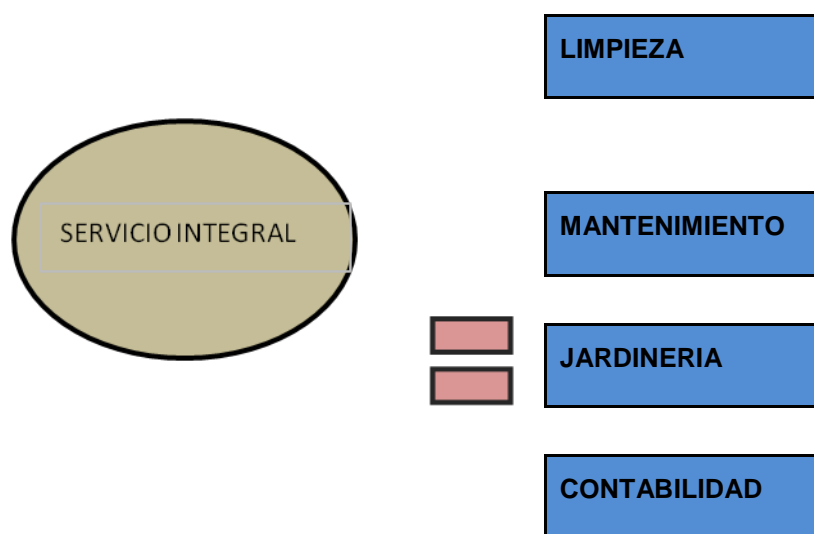 LIMPIEZA
SERVICIO INTEGRAL
MANTENIMIENTO
JARDINERIA
CONTABILIDAD